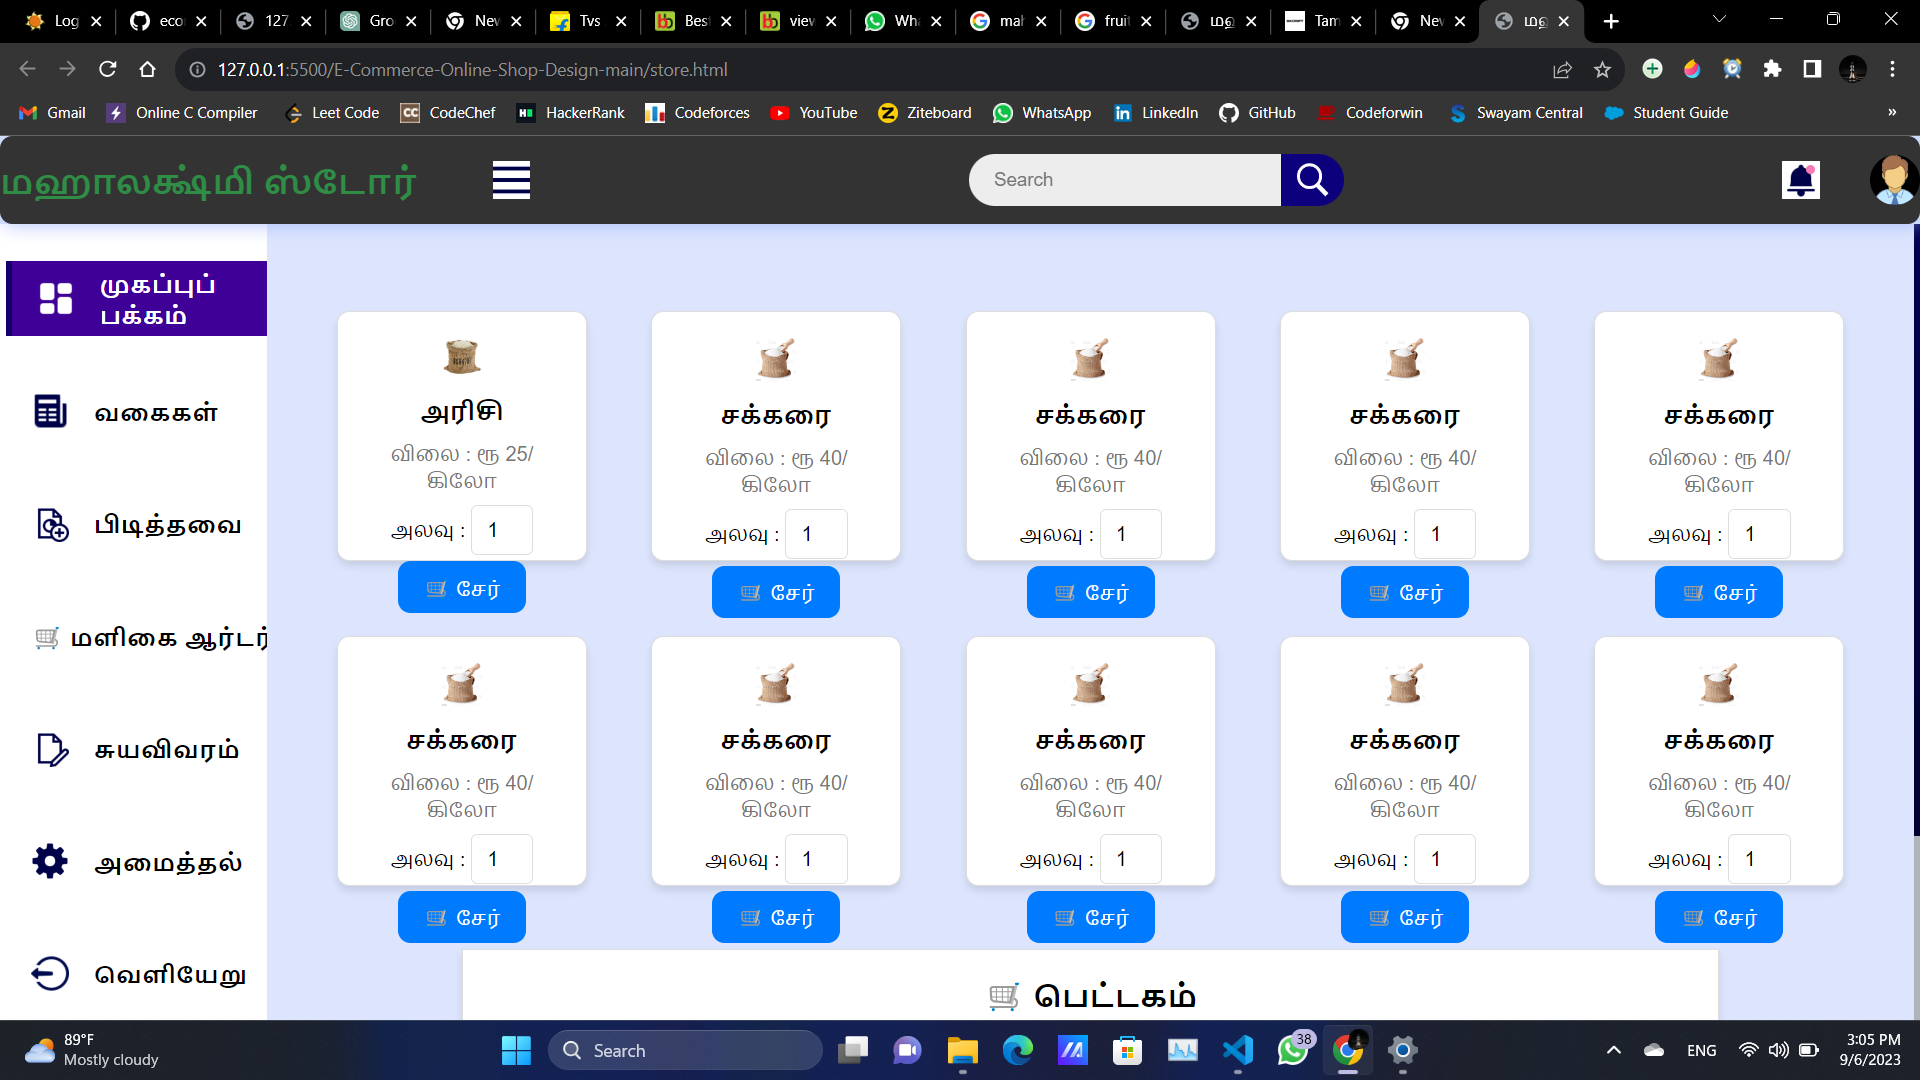 Log
eco
127
Gro
New
Tvs
Bes
view
Wha
mah
fruit
மஹ
Tam
New
மஹ
127.0.0.1:5500/E-Commerce-Online-Shop-Design-main/store.html
Gmail
Online C Compiler
Leet Code
CodeChef
HackerRank
Codeforces
YouTube
Ziteboard
WhatsApp
LinkedIn
GitHub
Codeforwin
Swayam Central
Student Guide
»
மஹாலக்ஷ்மி ஸ்டோர்
Search
முகப்புப்
பக்கம்
வகைகள்
பிடித்தவை
மளிகை ஆர்டர்
சுயவிவரம்
அமைத்தல்
வெளியேறு
அரிசி
விலை : ரூ 25/
கிலோ
அலவு : 1
சேர்
சக்கரை
விலை : ரூ 40/
கிலோ
அலவு : 1
சேர்
சக்கரை
விலை : ரூ 40/
கிலோ
அலவு : 1
சேர்
சக்கரை
விலை : ரூ 40/
கிலோ
அலவு : 1
சேர்
சக்கரை
விலை : ரூ 40/
கிலோ
அலவு : 1
சேர்
சக்கரை
விலை : ரூ 40/
கிலோ
அலவு : 1
சேர்
சக்கரை
விலை : ரூ 40/
கிலோ
அலவு : 1
சேர்
சக்கரை
விலை : ரூ 40/
கிலோ
அலவு : 1
சேர்
சக்கரை
விலை : ரூ 40/
கிலோ
அலவு : 1
சேர்
சக்கரை
விலை : ரூ 40/
கிலோ
அலவு : 1
சேர்
பெட்டகம்
89°F
Mostly cloudy
Search
38
ENG
3:05 PM
9/6/2023